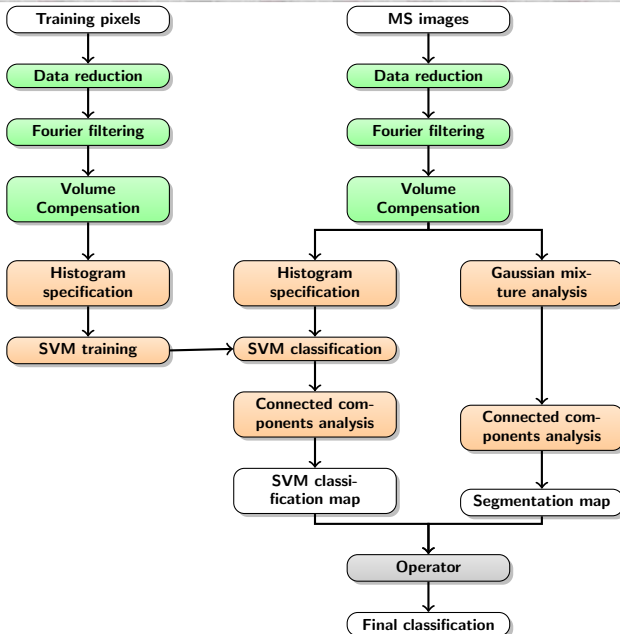 Training pixels
MS images
Data reduction
Data reduction
Fourier filtering
Fourier filtering
Volume
Compensation
Volume
Compensation
Histogram
specification
Histogram
specification
Gaussian mix-
ture analysis
SVM training
SVM classification
Connected com-
ponents analysis
Connected com-
ponents analysis
SVM classi-
fication map
Segmentation map
Operator
Final classification